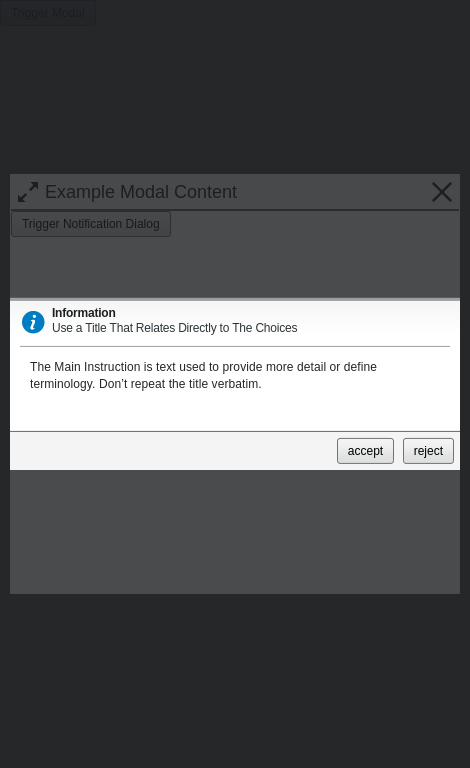 Trigger Modal
Example Modal Content
Trigger Notification Dialog
Information
Use a Title That Relates Directly to The Choices
The Main Instruction is text used to provide more detail or define
terminology. Don’t repeat the title verbatim.
accept
reject